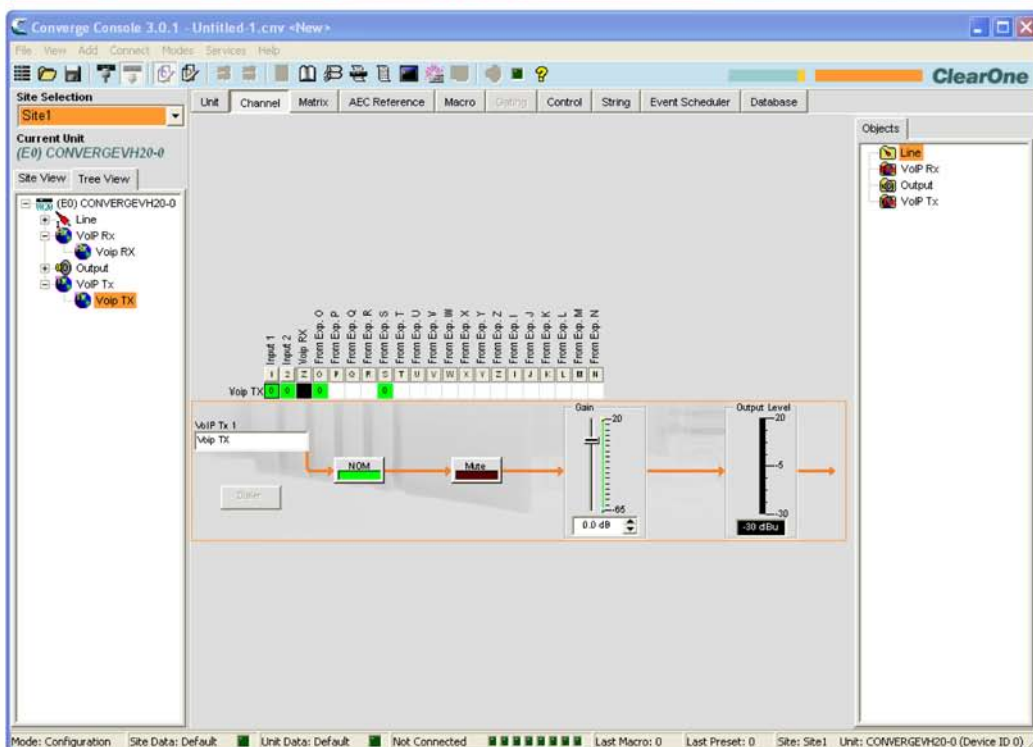 Converge Console 3.0.1 - Untitled-1.cnv <New>
File View Add Connect Modes Services Help
ClearOne
Site Selection
Site1
Current Unit
(E0) CONVERGEVH20-0
Site View Tree View
(E0) CONVERGEVH20-0
Line
VoIP Rx
Voip RX
Output
VoIP Tx
Voip TX
Unit Channel Matrix AEC Reference Macro Gating Control String Event Scheduler Database
Objects
Line
VoIP Rx
Output
VoIP Tx
Input 1
Input 2
Voip RX
From Exp. O
From Exp. P
From Exp. Q
From Exp. R
From Exp. S
From Exp. T
From Exp. U
From Exp. V
From Exp. W
From Exp. X
From Exp. Y
From Exp. Z
From Exp. I
From Exp. J
From Exp. K
From Exp. L
From Exp. M
From Exp. N
1 2 Z O P Q R S T U V W X Y Z I J K L M N
Voip TX 0 0 0 0
VoIP Tx 1
Voip TX
Dialer
NOM
Mute
Gain
20
-65
0.0 dB
Output Level
20
-5
-30
-30 dBu
Mode: Configuration Site Data: Default Unit Data: Default Not Connected Last Macro: 0 Last Preset: 0 Site: Site1 Unit: CONVERGEVH20-0 (Device ID 0)